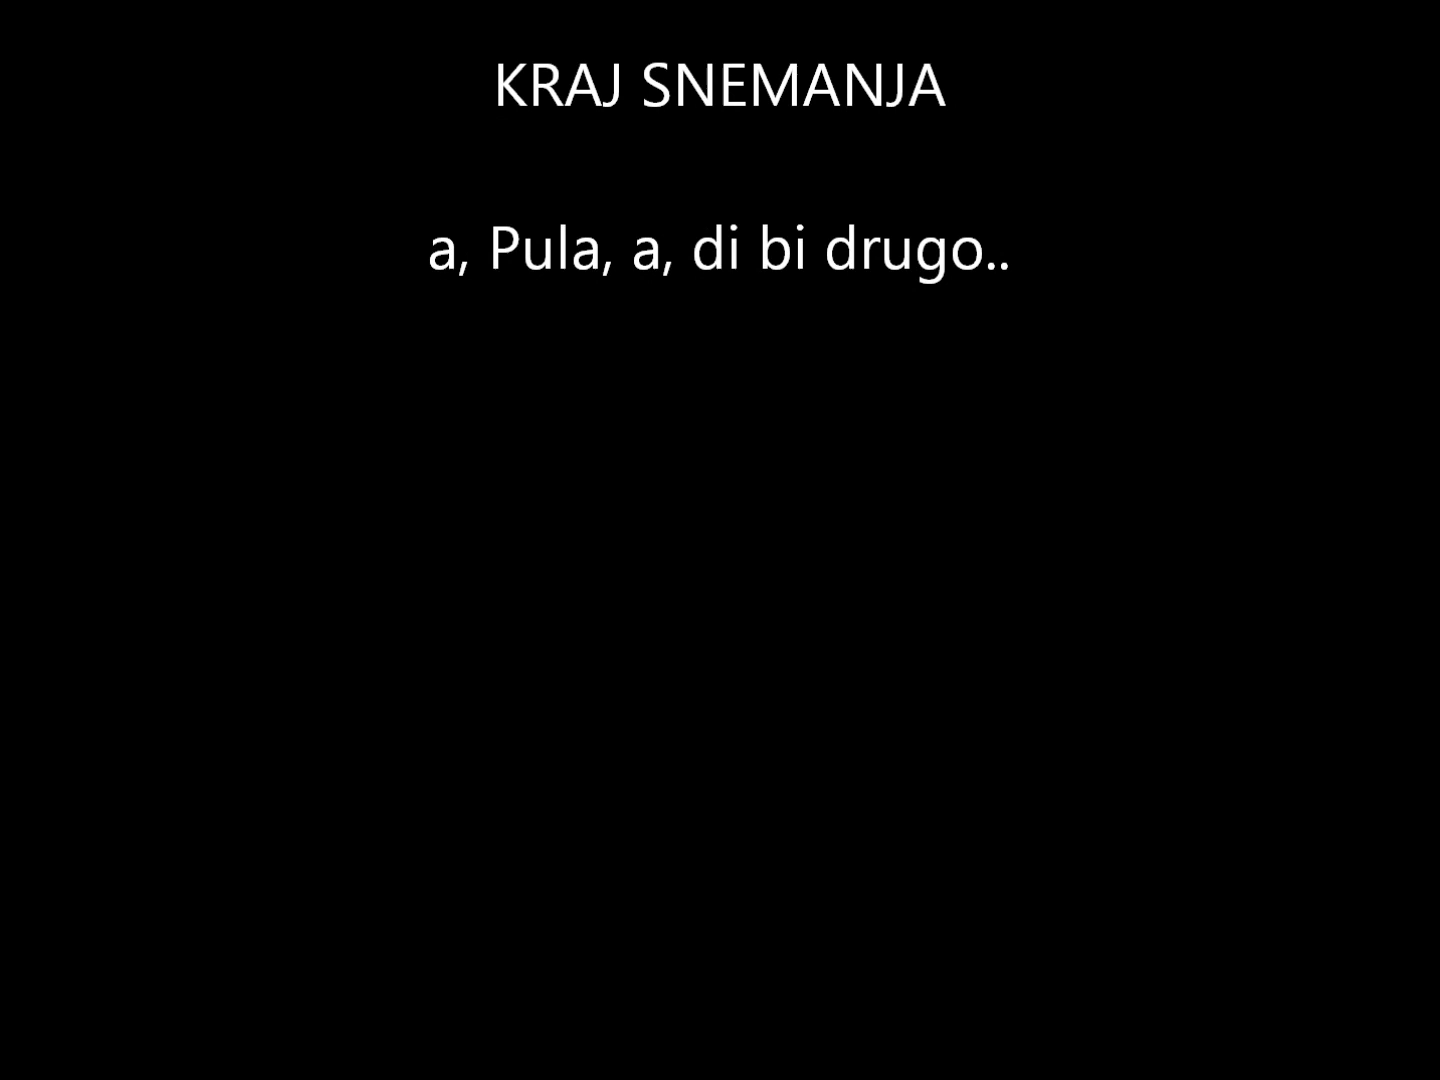 KRAJ SNEMANJA
a, Pula, a, di bi drugo..